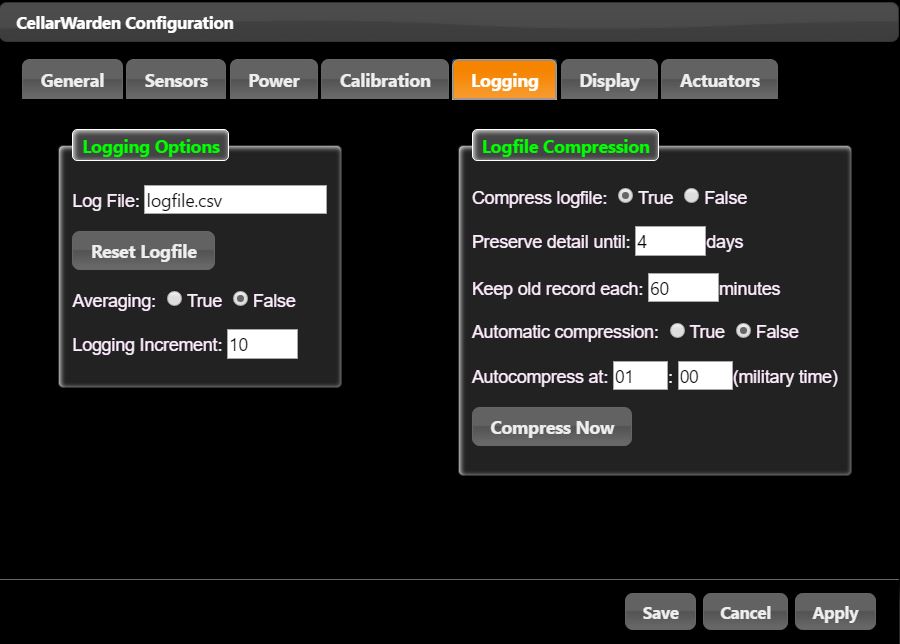 CellarWarden Configuration
General Sensors Power Calibration Logging Display Actuators
Logging Options
Log File: logfile.csv
Reset Logfile
Averaging: True False
Logging Increment: 10
Logfile Compression
Compress logfile: True False
Preserve detail until: 4 days
Keep old record each: 60 minutes
Automatic compression: True False
Autocompress at: 01 : 00 (military time)
Compress Now
Save Cancel Apply